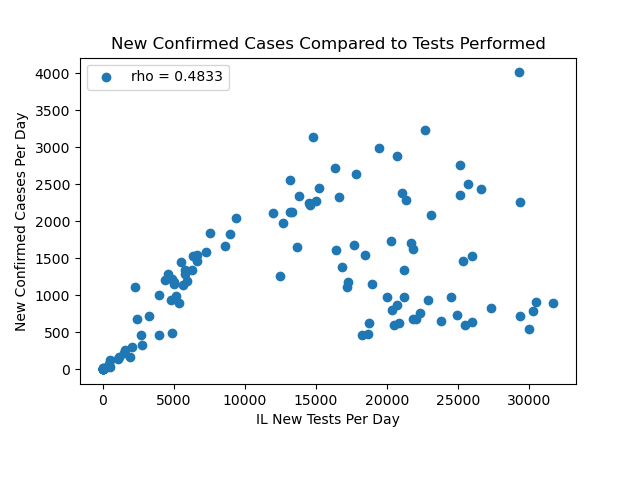 New Confirmed Cases Compared to Tests Performed
rho = 0.4833
4000
3500
3000
2500
2000
1500
1000
500
0
New Confirmed Caeses Per Day
0 5000 10000 15000 20000 25000 30000
IL New Tests Per Day